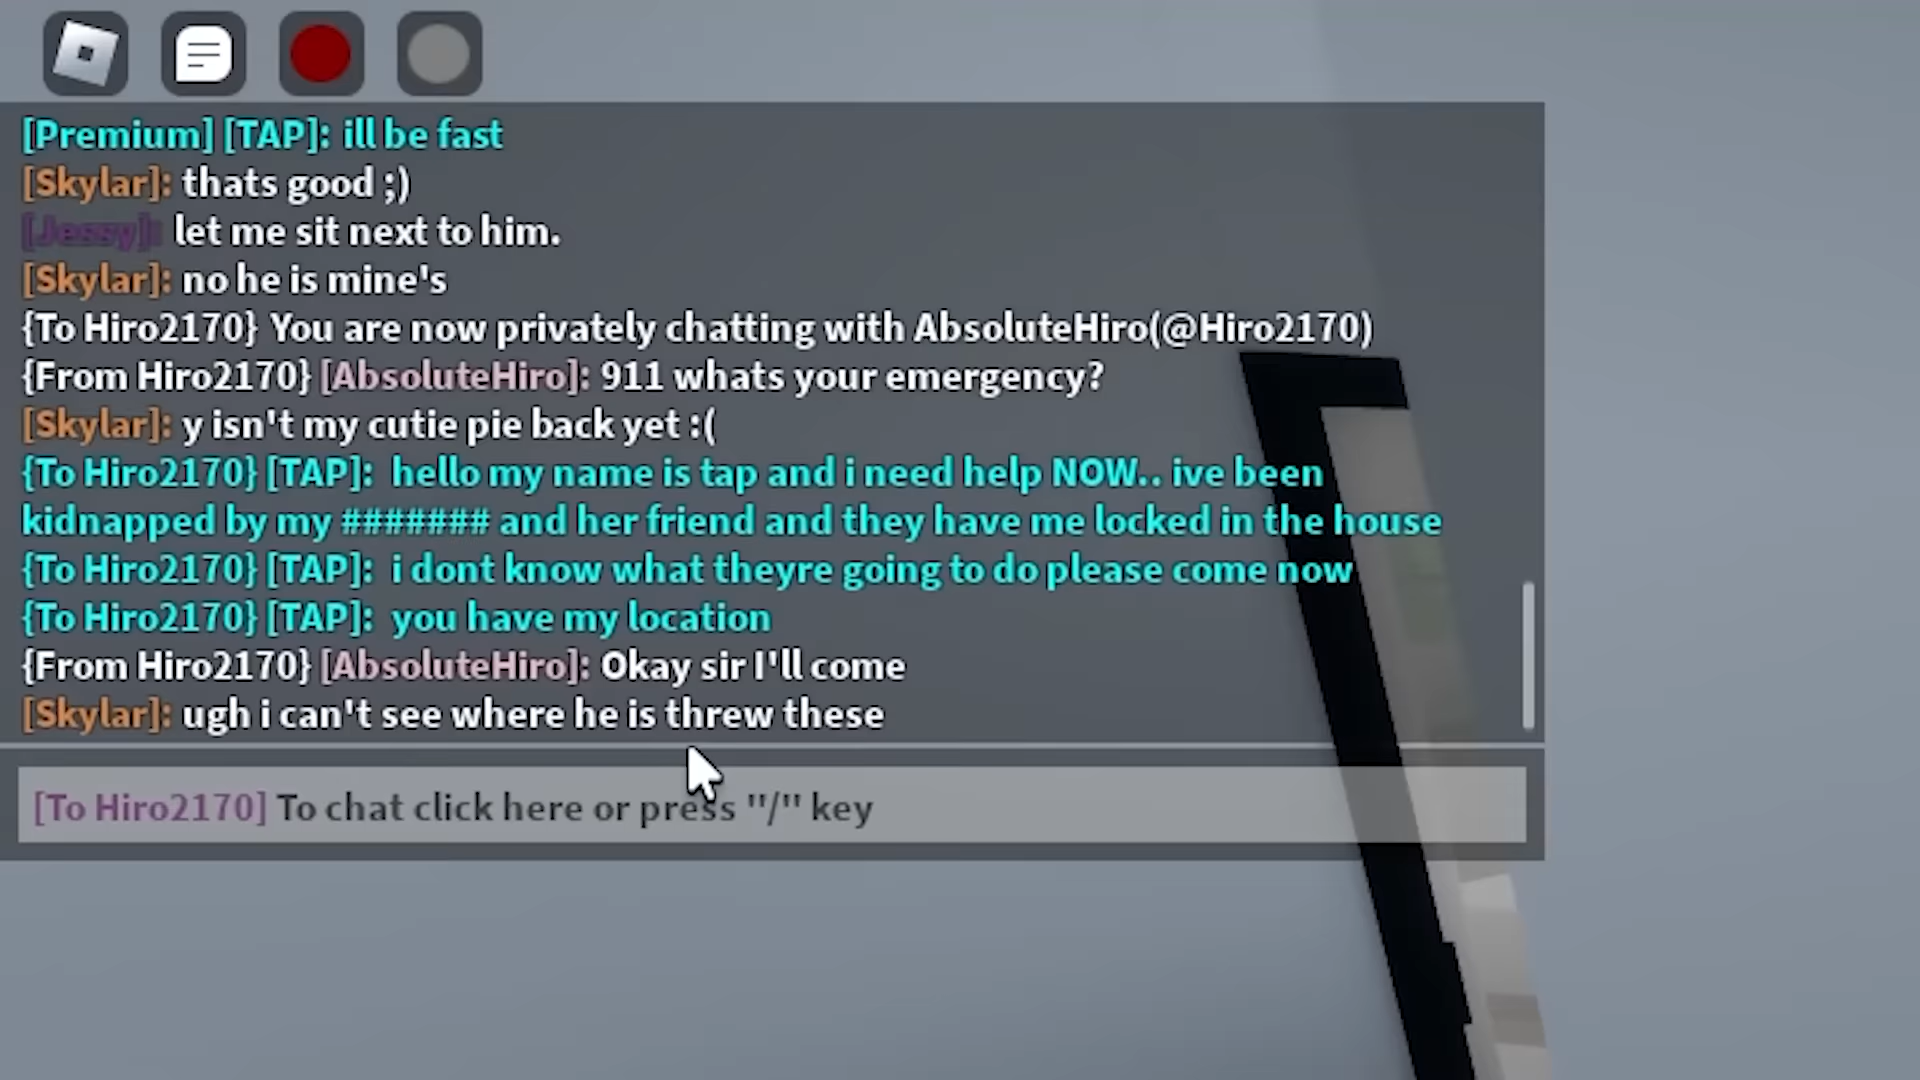 [Premium] [TAP]: ill be fast
[Skylar]: thats good ;)
[Jessy]: let me sit next to him.
[Skylar]: no he is mine's
{To Hiro2170} You are now privately chatting with AbsoluteHiro(@Hiro2170)
{From Hiro2170} [AbsoluteHiro]: 911 whats your emergency?
[Skylar]: y isn't my cutie pie back yet :(
{To Hiro2170} [TAP]: hello my name is tap and i need help NOW.. ive been
kidnapped by my ####### and her friend and they have me locked in the house
{To Hiro2170} [TAP]: i dont know what theyre going to do please come now
{To Hiro2170} [TAP]: you have my location
{From Hiro2170} [AbsoluteHiro]: Okay sir I'll come
[Skylar]: ugh i can't see where he is threw these
[To Hiro2170] To chat click here or press "/" key